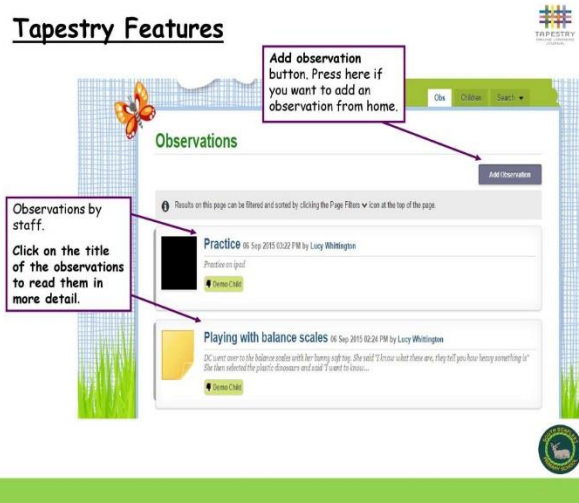 Tapestry Features
TAPESTRY
ONLINE LEARNING
JOURNAL
Add observation
button. Press here if
you want to add an
observation from home.
Obs Children Search
Observations
Add Observation
Results on this page can be filtered and sorted by clicking the Page Filters icon at the top of the page.
Observations by
staff.
Click on the title
of the observations
to read them in
more detail.
Practice 06 Sep 2015 03:22 PM by Lucy Whittington
Practise on ipad
Demo Child
Playing with balance scales 06 Sep 2015 02:24 PM by Lucy Whittington
DC went over to the balance scales with her bunny soft toy. She said "I know what these are, they tell you how heavy something is"
She then selected the plastic dinosaurs and said "I want to know...
Demo Child
PRIMARY SCHOOL